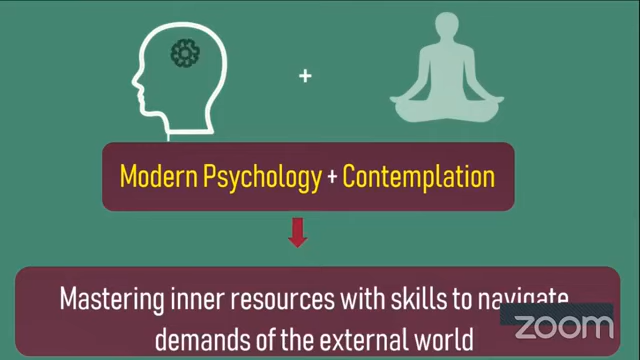 +
Modern Psychology + Contemplation
Mastering inner resources with skills to navigate
demands of the external world
zoom